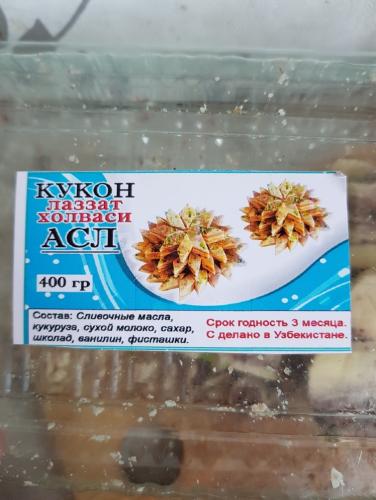 КУКОН
лаззат
холваси
АСЛ
400 гр
Состав: Сливочные масла,
кукуруза, сухой молоко, сахар,
школад, ванилин, фисташки.
Срок годность 3 месяца.
С делано в Узбекистане.